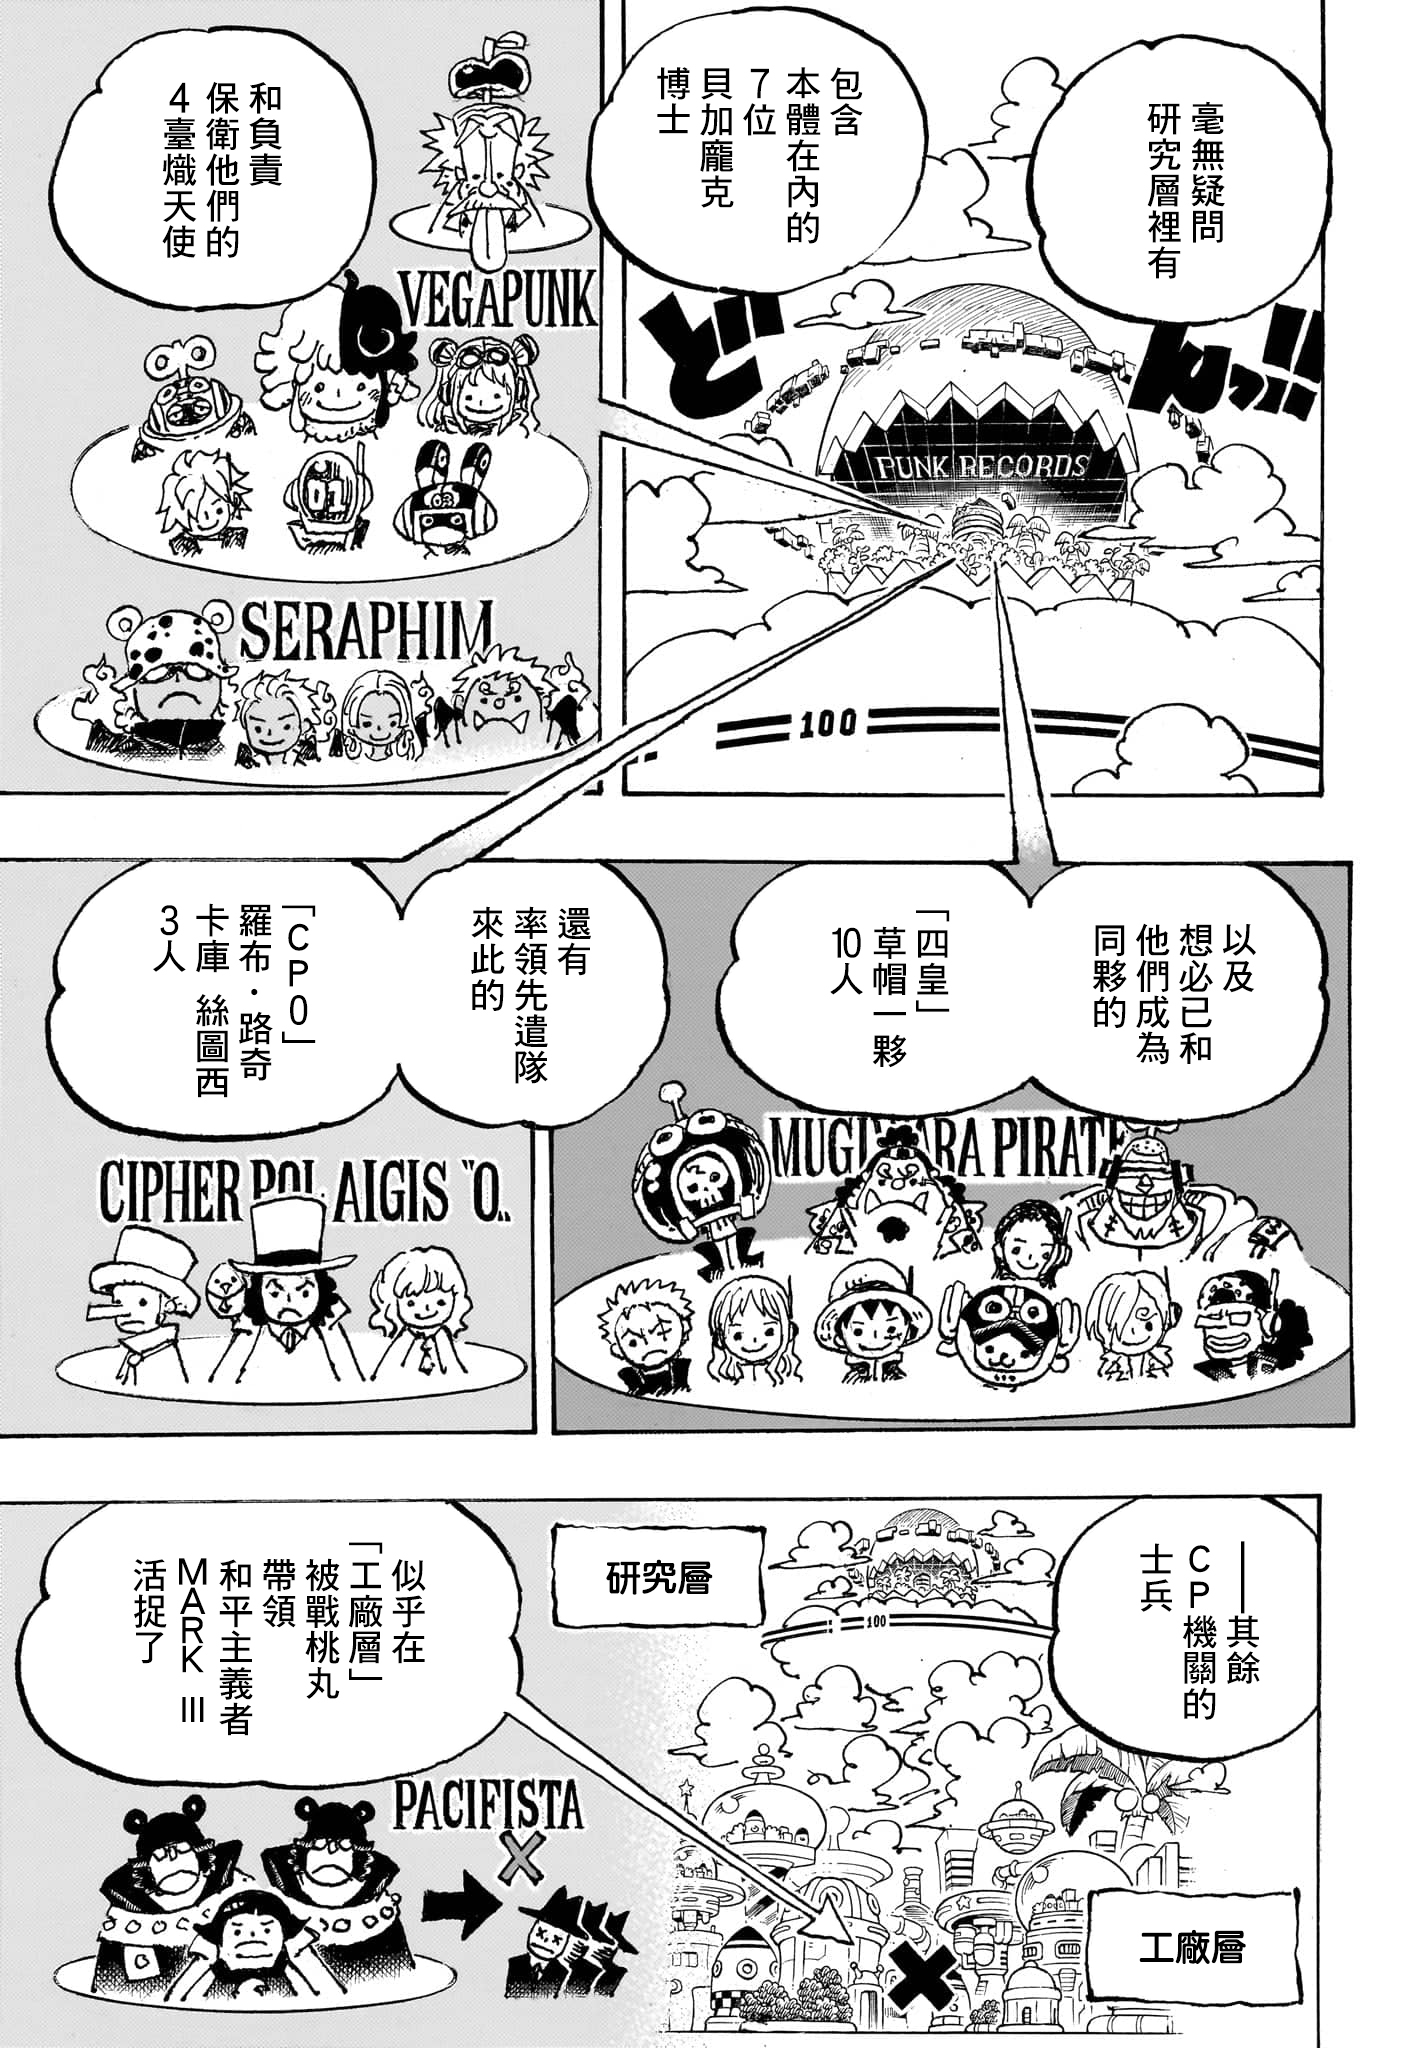 毫無疑問
研究層裡有
包含
本體在內的
7位
貝加龐克
博士
和負責
保衛他們的
4臺熾天使
VEGAPUNK
ど
んっ!!
PUNK RECORDS
01
03
SERAPHIM
100
以及
想必已和
他們成為
同夥的
「四皇」
草帽一夥
10人
還有
率領先遣隊
來此的
「CP0」
羅布·路奇
卡庫 絲圖西
3人
CIPHER POL AIGIS "0"
──其餘
CP機關的
士兵
研究層
100
似乎在
「工廠層」
被戰桃丸
帶領
和平主義者
MARK III
活捉了
PACIFISTA
工廠層